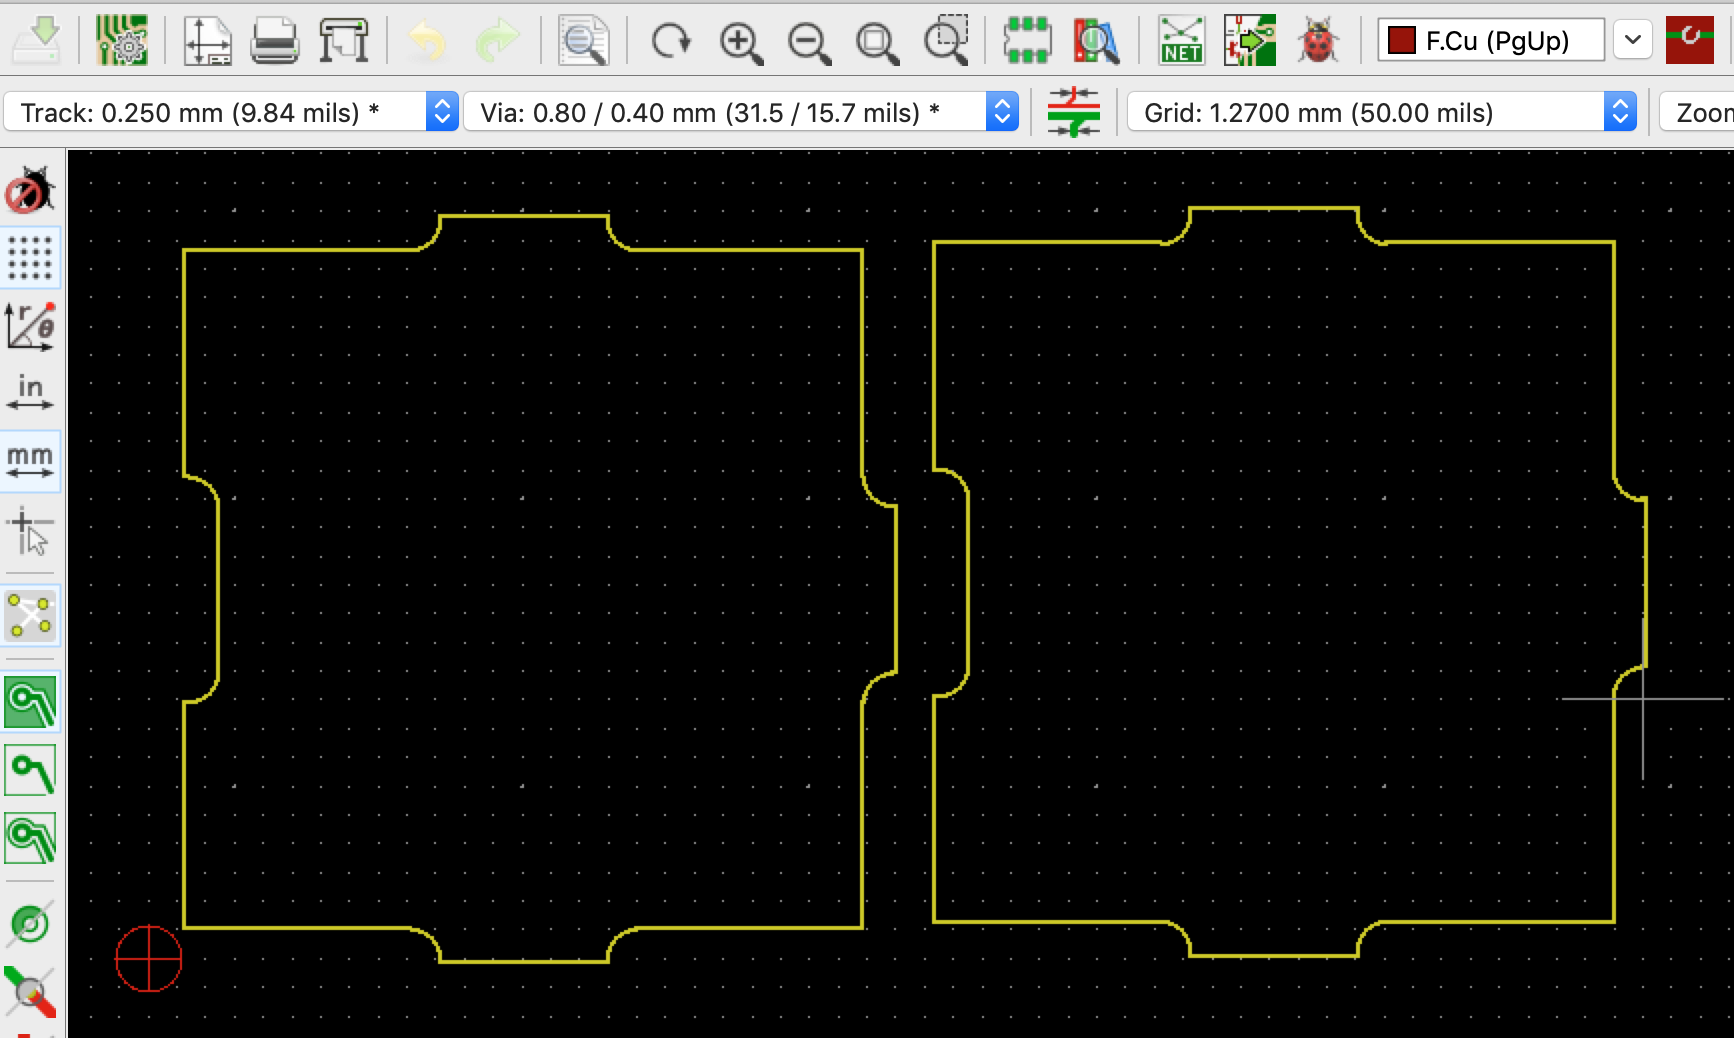 NET
F.Cu (PgUp)
Track: 0.250 mm (9.84 mils) *
Via: 0.80 / 0.40 mm (31.5 / 15.7 mils) *
Grid: 1.2700 mm (50.00 mils)
Zoom
r
θ
in
mm